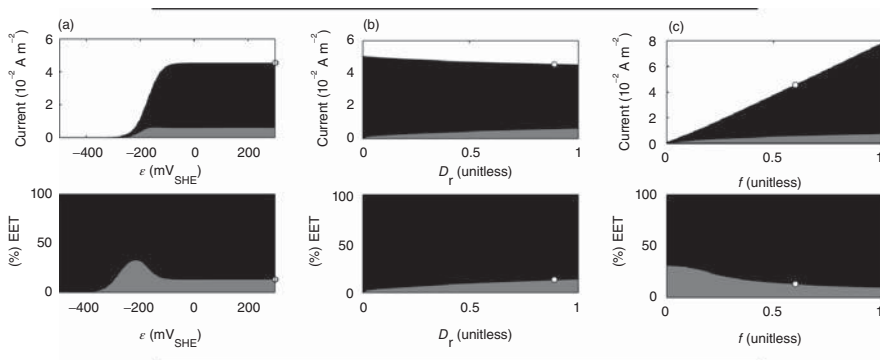 (a)
6
4
2
0
Current (10⁻² A m⁻²)
−400
−200
0
200
ε (mV_SHE)
(b)
6
4
2
0
Current (10⁻² A m⁻²)
0
0.5
1
D_r (unitless)
(c)
8
6
4
2
0
Current (10⁻² A m⁻²)
0
0.5
1
f (unitless)
100
50
0
(%) EET
−400
−200
0
200
ε (mV_SHE)
100
50
0
(%) EET
0
0.5
1
D_r (unitless)
100
50
0
(%) EET
0
0.5
1
f (unitless)